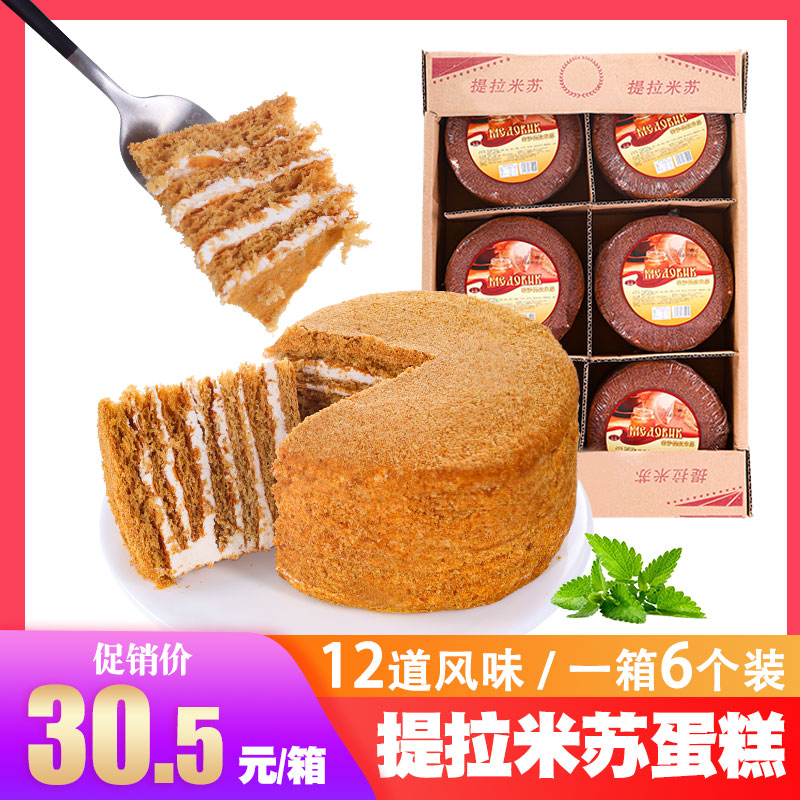 提拉米苏 提拉米苏
МЕДОВИК
МЕДОВИК
МЕДОВИК
МЕДОВИК
МЕДОВИК
提拉米苏
促销价
30.5元/箱
12道风味 / 一箱6个装
提拉米苏蛋糕